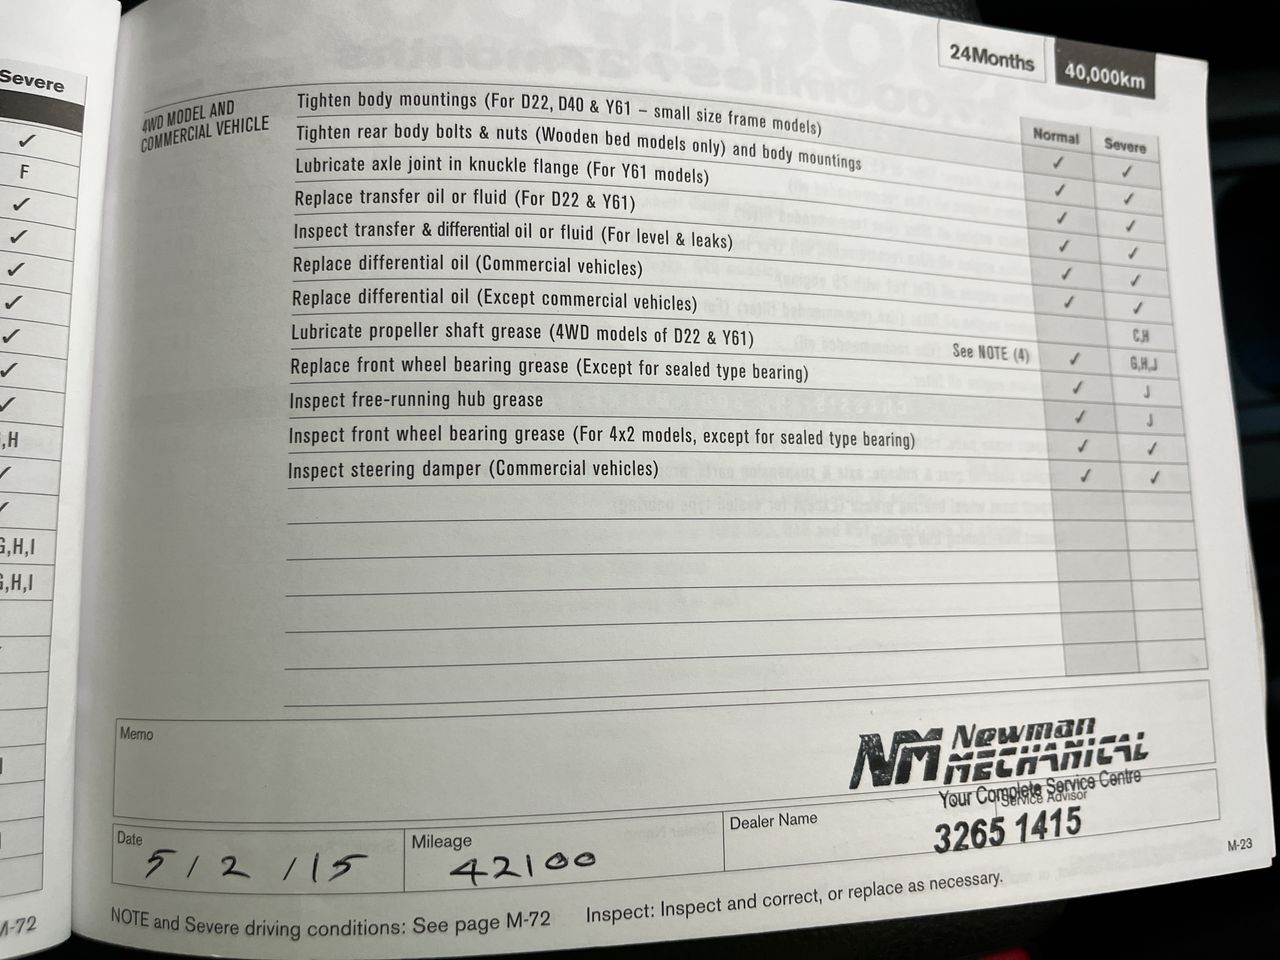 Severe
✓
F
✓
✓
✓
✓
✓
✓
✓
,H
✓
✓
G,H,I
G,H,I
M-72
24Months
40,000km
4WD MODEL AND
COMMERCIAL VEHICLE
Normal Severe
Tighten body mountings (For D22, D40 & Y61 – small size frame models) ✓ ✓
Tighten rear body bolts & nuts (Wooden bed models only) and body mountings ✓ ✓
Lubricate axle joint in knuckle flange (For Y61 models) ✓ ✓
Replace transfer oil or fluid (For D22 & Y61) ✓ ✓
Inspect transfer & differential oil or fluid (For level & leaks) ✓ ✓
Replace differential oil (Commercial vehicles) ✓ ✓
Replace differential oil (Except commercial vehicles) C,H
Lubricate propeller shaft grease (4WD models of D22 & Y61) See NOTE (4) ✓ G,H,J
Replace front wheel bearing grease (Except for sealed type bearing) ✓ J
Inspect free-running hub grease ✓ J
Inspect front wheel bearing grease (For 4x2 models, except for sealed type bearing) ✓ ✓
Inspect steering damper (Commercial vehicles) ✓ ✓
Memo
NM Newman
MECHANICAL
Your Complete Service Centre
Service Advisor
3265 1415
Date
5 / 2 / 15
Mileage
42100
Dealer Name
M-23
NOTE and Severe driving conditions: See page M-72 Inspect: Inspect and correct, or replace as necessary.